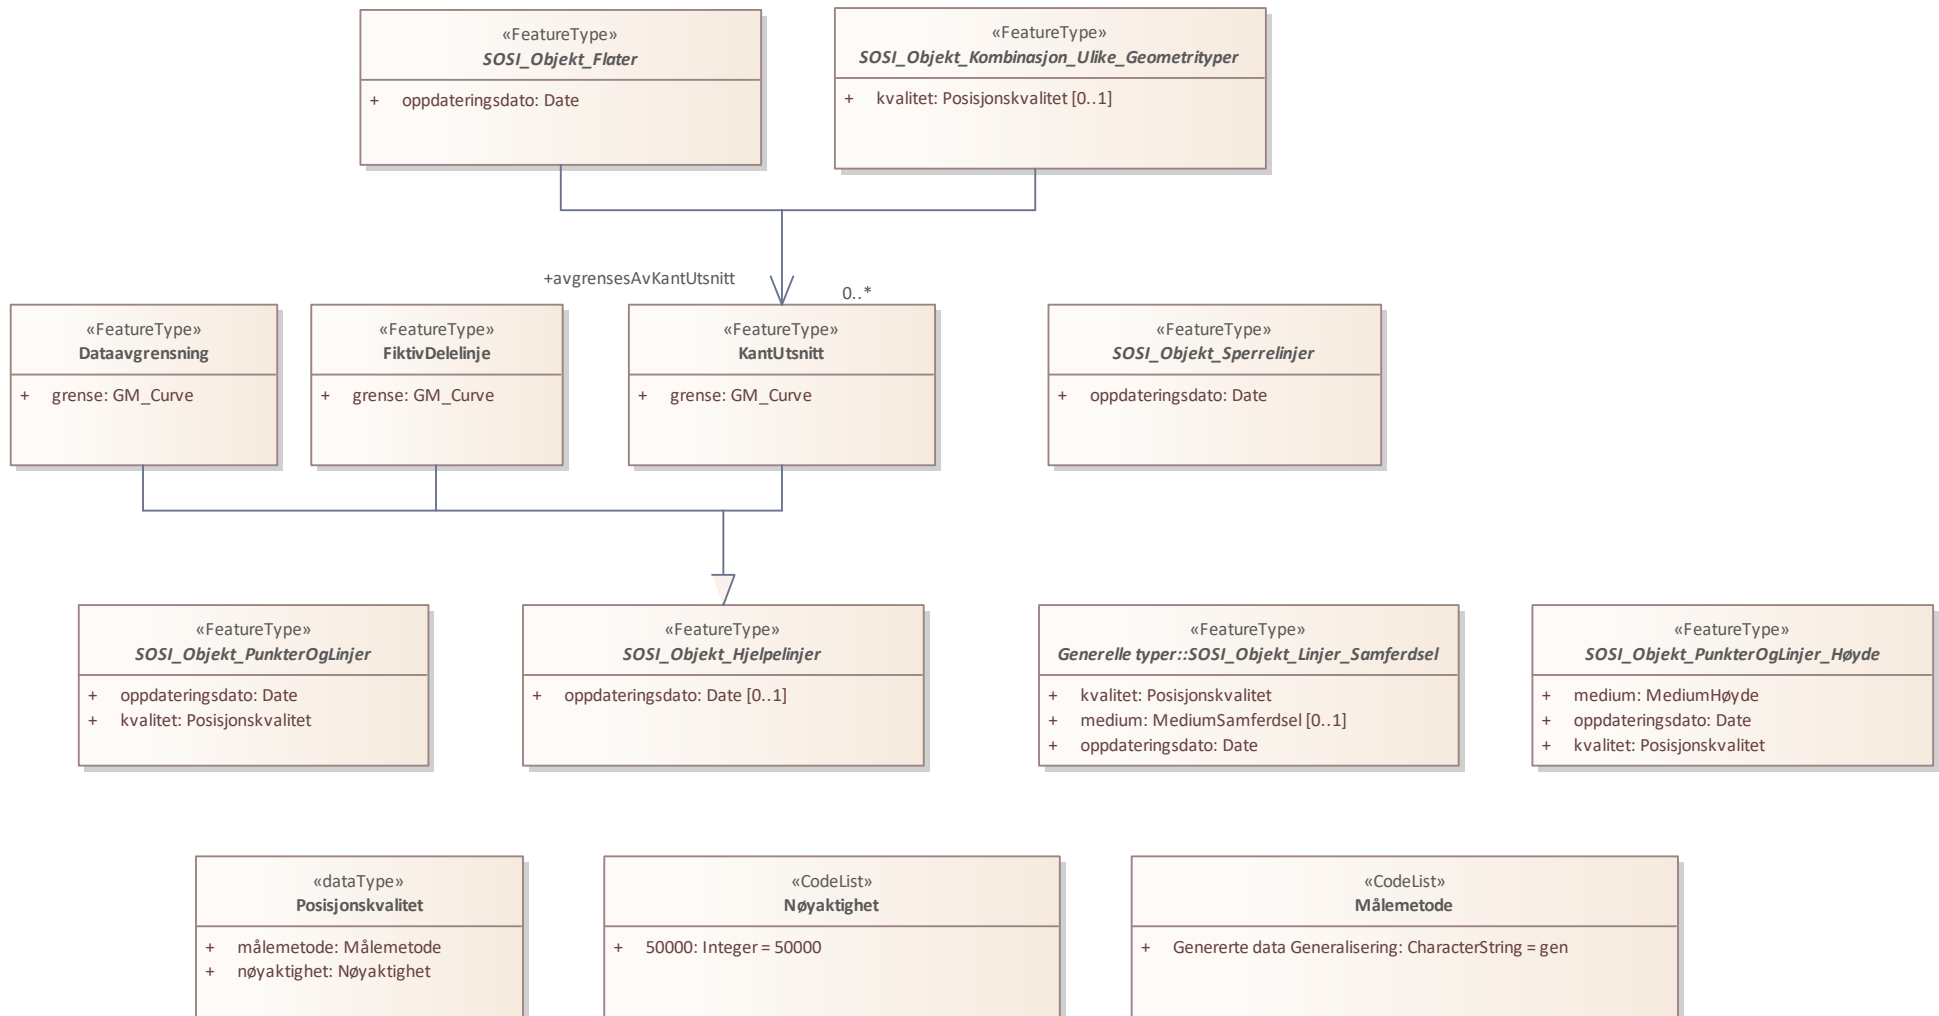 «FeatureType»
SOSI_Objekt_Flater
+ oppdateringsdato: Date
«FeatureType»
SOSI_Objekt_Kombinasjon_Ulike_Geometrityper
+ kvalitet: Posisjonskvalitet [0..1]
+avgrensesAvKantUtsnitt
0..*
«FeatureType»
Dataavgrensning
+ grense: GM_Curve
«FeatureType»
FiktivDelelinje
+ grense: GM_Curve
«FeatureType»
KantUtsnitt
+ grense: GM_Curve
«FeatureType»
SOSI_Objekt_Sperrelinjer
+ oppdateringsdato: Date
«FeatureType»
SOSI_Objekt_PunkterOgLinjer
+ oppdateringsdato: Date
+ kvalitet: Posisjonskvalitet
«FeatureType»
SOSI_Objekt_Hjelpelinjer
+ oppdateringsdato: Date [0..1]
«FeatureType»
Generelle typer::SOSI_Objekt_Linjer_Samferdsel
+ kvalitet: Posisjonskvalitet
+ medium: MediumSamferdsel [0..1]
+ oppdateringsdato: Date
«FeatureType»
SOSI_Objekt_PunkterOgLinjer_Høyde
+ medium: MediumHøyde
+ oppdateringsdato: Date
+ kvalitet: Posisjonskvalitet
«dataType»
Posisjonskvalitet
+ målemetode: Målemetode
+ nøyaktighet: Nøyaktighet
«CodeList»
Nøyaktighet
+ 50000: Integer = 50000
«CodeList»
Målemetode
+ Genererte data Generalisering: CharacterString = gen